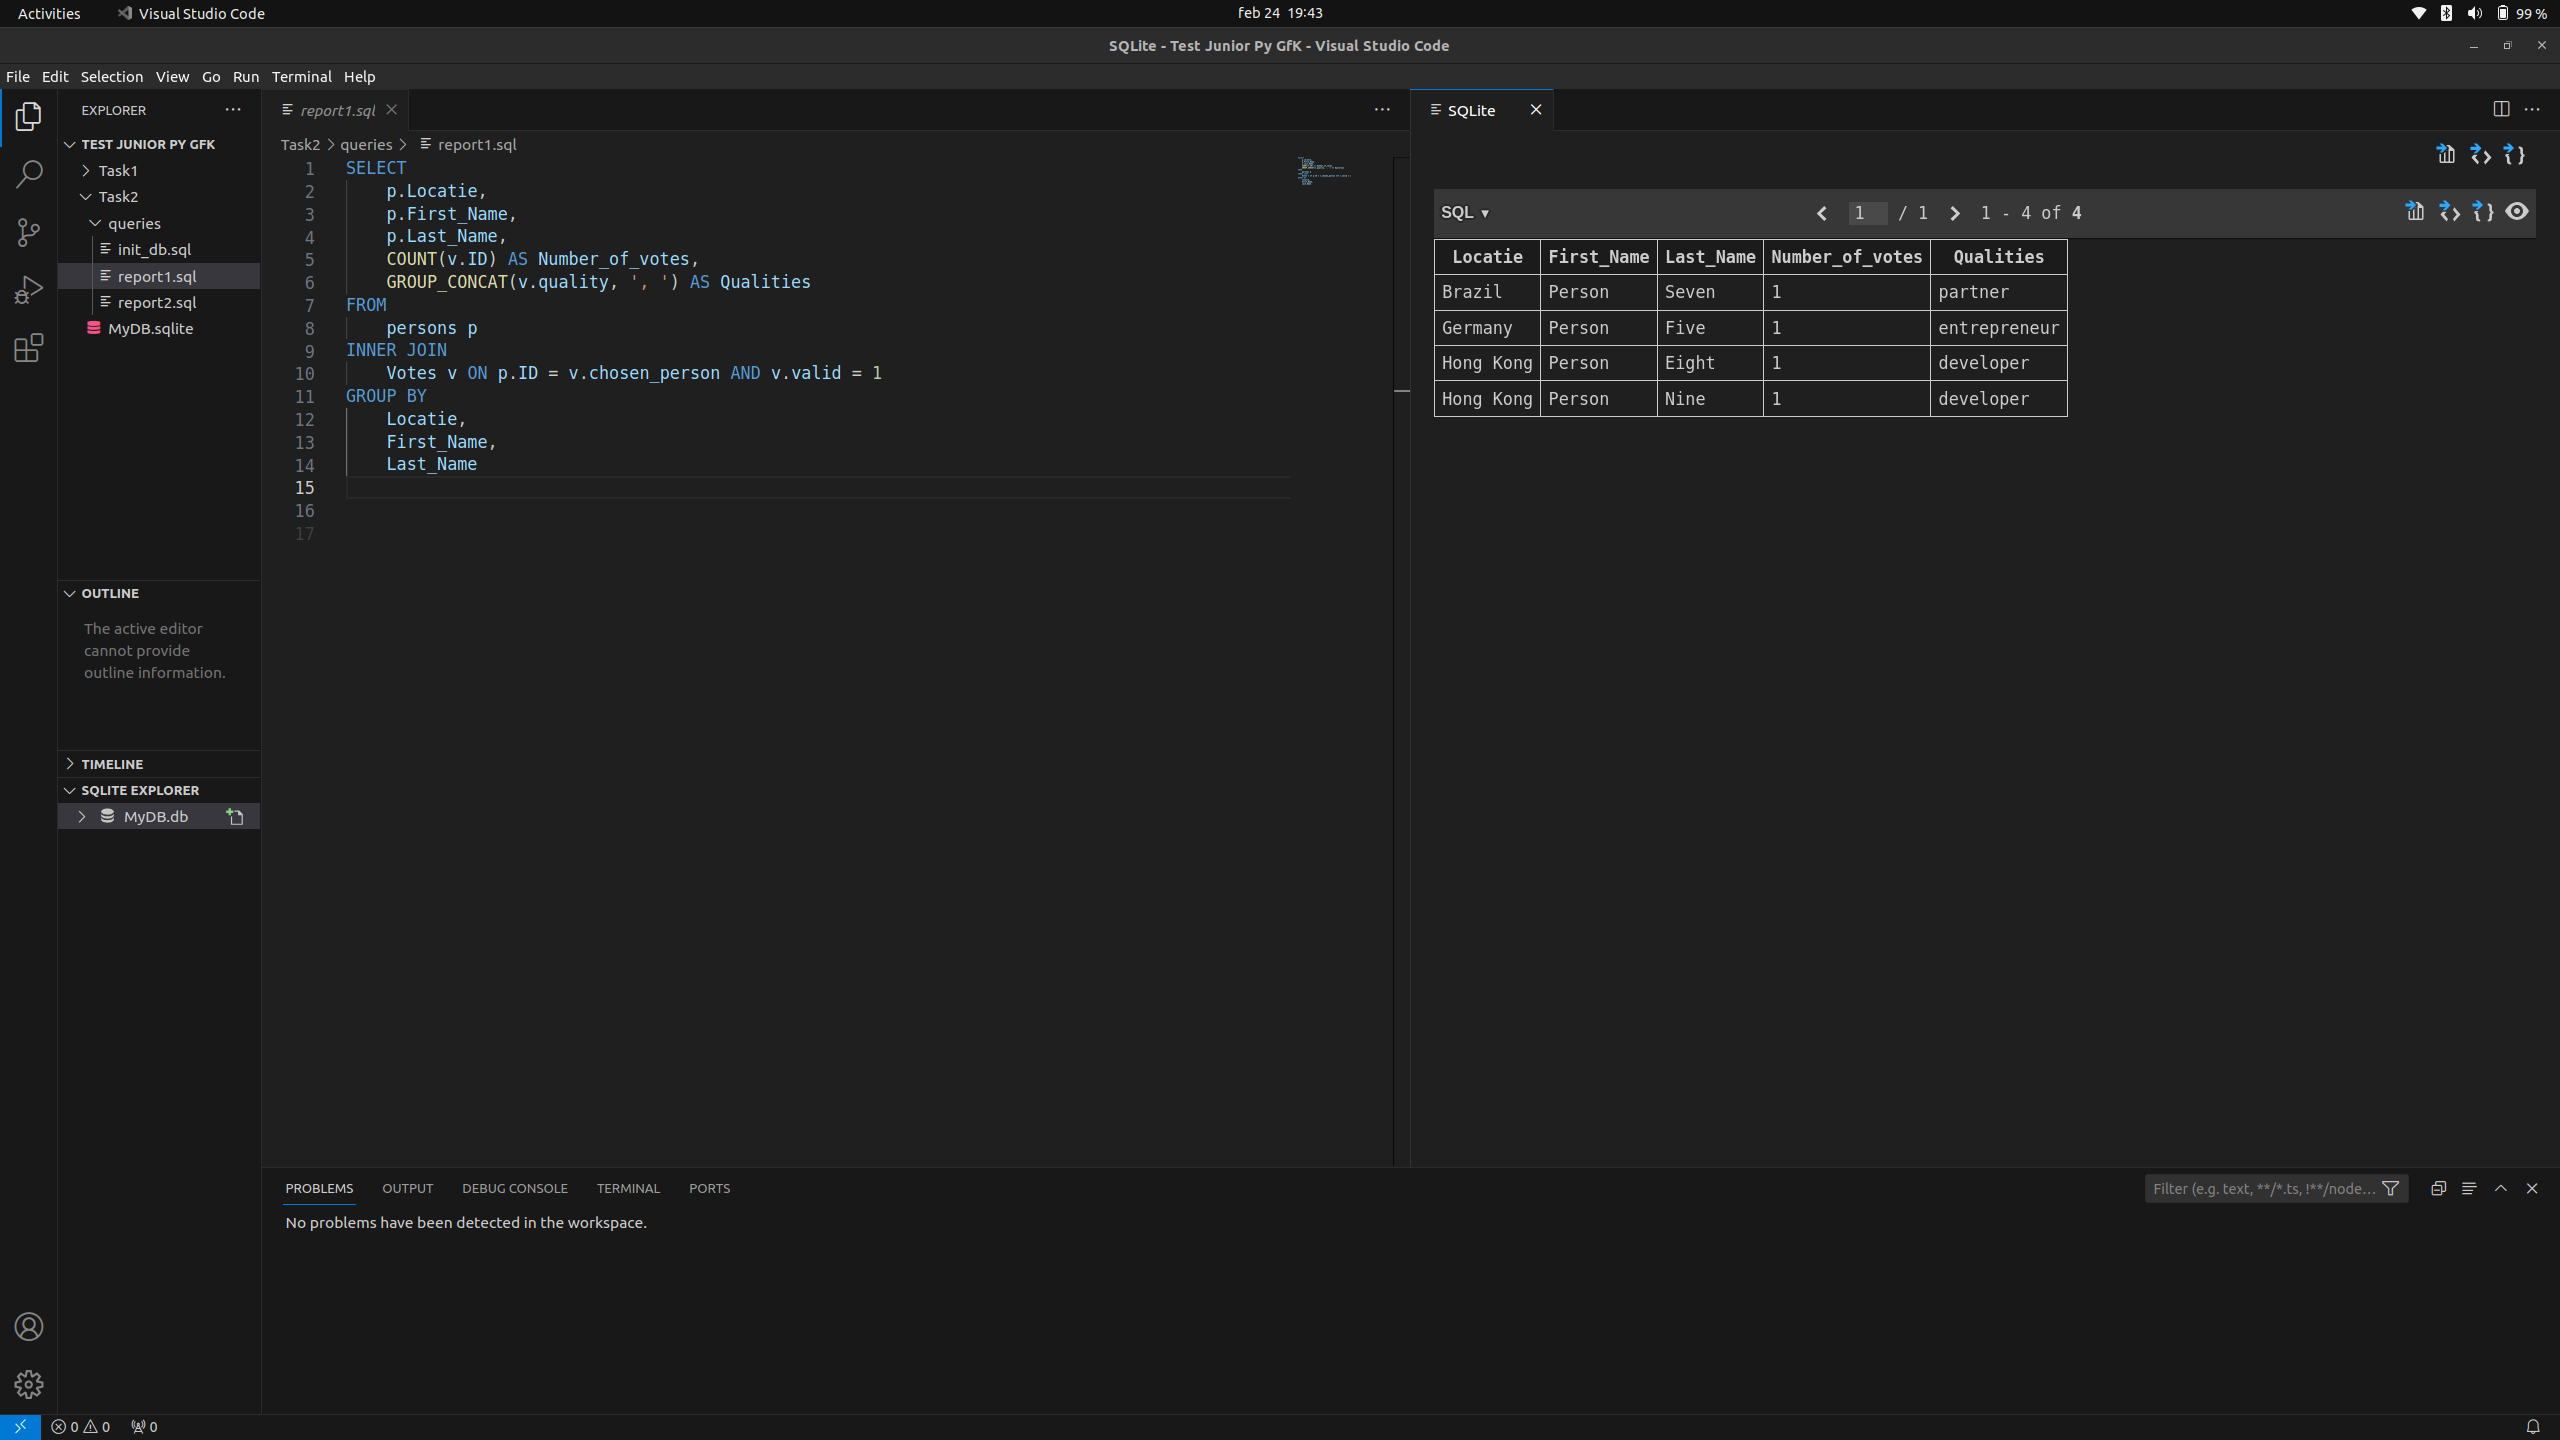 Activities Visual Studio Code feb 24 19:43 99 %
SQLite - Test Junior Py GfK - Visual Studio Code
File Edit Selection View Go Run Terminal Help
EXPLORER
TEST JUNIOR PY GFK
Task1
Task2
queries
init_db.sql
report1.sql
report2.sql
MyDB.sqlite
OUTLINE
The active editor
cannot provide
outline information.
TIMELINE
SQLITE EXPLORER
MyDB.db
report1.sql
Task2 > queries > report1.sql
1 SELECT
2 p.Locatie,
3 p.First_Name,
4 p.Last_Name,
5 COUNT(v.ID) AS Number_of_votes,
6 GROUP_CONCAT(v.quality, ', ') AS Qualities
7 FROM
8 persons p
9 INNER JOIN
10 Votes v ON p.ID = v.chosen_person AND v.valid = 1
11 GROUP BY
12 Locatie,
13 First_Name,
14 Last_Name
15
16
17
SQLite
SQL ▼ 1 / 1 1 - 4 of 4
Locatie First_Name Last_Name Number_of_votes Qualities
Brazil Person Seven 1 partner
Germany Person Five 1 entrepreneur
Hong Kong Person Eight 1 developer
Hong Kong Person Nine 1 developer
PROBLEMS OUTPUT DEBUG CONSOLE TERMINAL PORTS Filter (e.g. text, **/*.ts, !**/node...
No problems have been detected in the workspace.
0 0 0